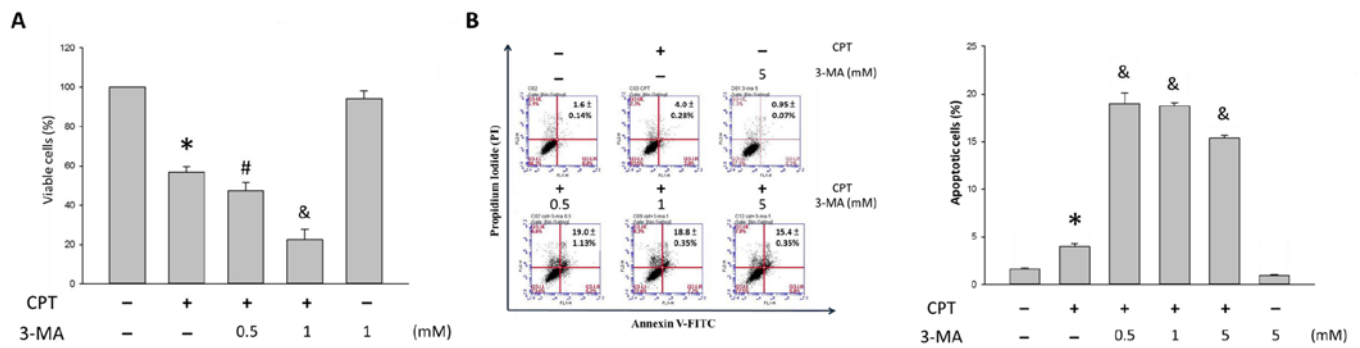 A
120
100
80
60
40
20
0
Viable cells (%)
*
#
&
CPT – + + + –
3-MA – – 0.5 1 1 (mM)
B
– + – CPT
– – 5 3-MA (mM)
1.6 ± 0.14%
4.0 ± 0.28%
0.95 ± 0.07%
+ + + CPT
0.5 1 5 3-MA (mM)
19.0 ± 1.13%
18.8 ± 0.35%
15.4 ± 0.35%
Propidium Iodide (PI)
Annexin V-FITC
25
20
15
10
5
0
Apoptotic cells (%)
*
&
&
&
CPT – + + + + –
3-MA – – 0.5 1 5 5 (mM)